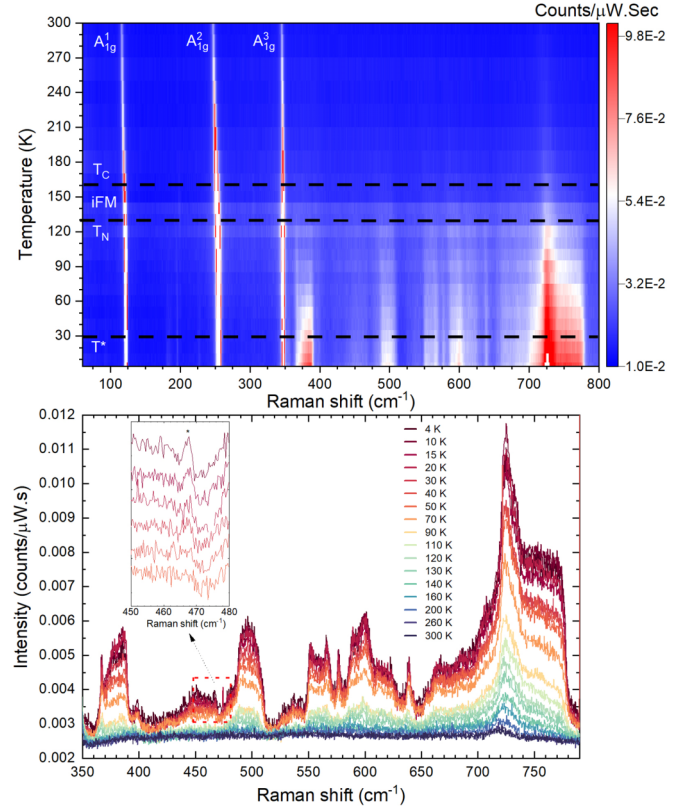 Counts/μW.Sec
300
270
240
210
180
150
120
90
60
30
Temperature (K)
A¹1g
A²1g
A³1g
TC
iFM
TN
T*
9.8E-2
7.6E-2
5.4E-2
3.2E-2
1.0E-2
100 200 300 400 500 600 700 800
Raman shift (cm⁻¹)
0.012
0.011
0.010
0.009
0.008
0.007
0.006
0.005
0.004
0.003
0.002
Intensity (counts/μW.s)
*
450 460 470 480
Raman shift (cm⁻¹)
4 K
10 K
15 K
20 K
30 K
40 K
50 K
70 K
90 K
110 K
120 K
130 K
140 K
160 K
200 K
260 K
300 K
350 400 450 500 550 600 650 700 750
Raman shift (cm⁻¹)